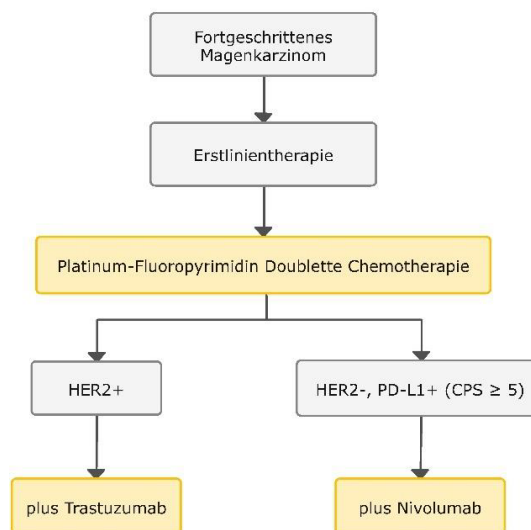 Fortgeschrittenes
Magenkarzinom
Erstlinientherapie
Platinum-Fluoropyrimidin Doublette Chemotherapie
HER2+
HER2-, PD-L1+ (CPS ≥ 5)
plus Trastuzumab
plus Nivolumab